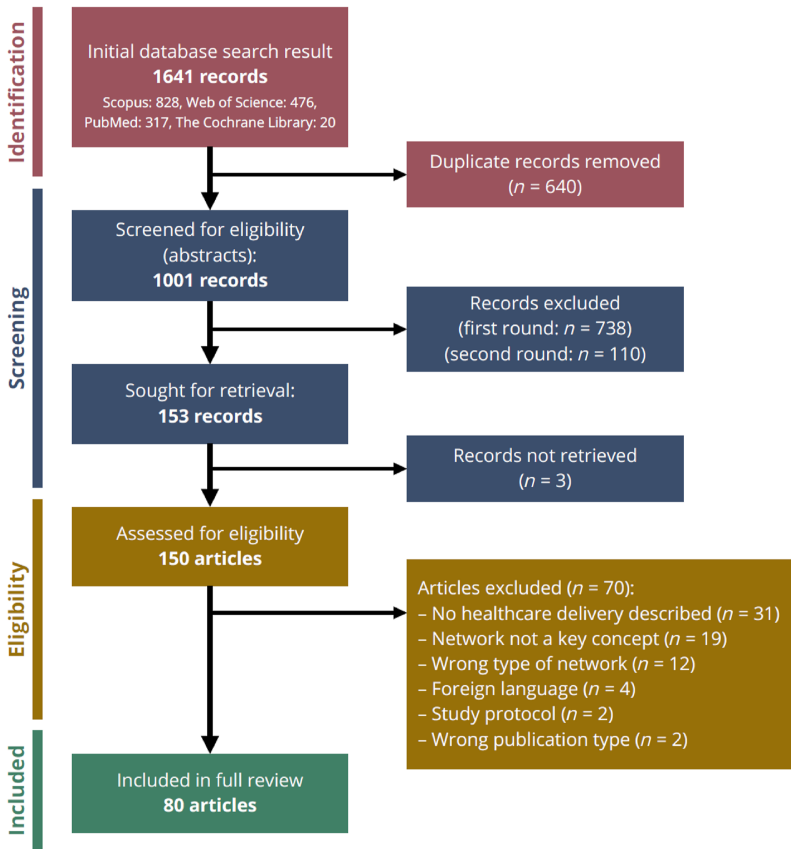 Identification
Initial database search result
1641 records
Scopus: 828, Web of Science: 476,
PubMed: 317, The Cochrane Library: 20
Duplicate records removed
(n = 640)
Screening
Screened for eligibility
(abstracts):
1001 records
Records excluded
(first round: n = 738)
(second round: n = 110)
Sought for retrieval:
153 records
Records not retrieved
(n = 3)
Eligibility
Assessed for eligibility
150 articles
Articles excluded (n = 70):
– No healthcare delivery described (n = 31)
– Network not a key concept (n = 19)
– Wrong type of network (n = 12)
– Foreign language (n = 4)
– Study protocol (n = 2)
– Wrong publication type (n = 2)
Included
Included in full review
80 articles